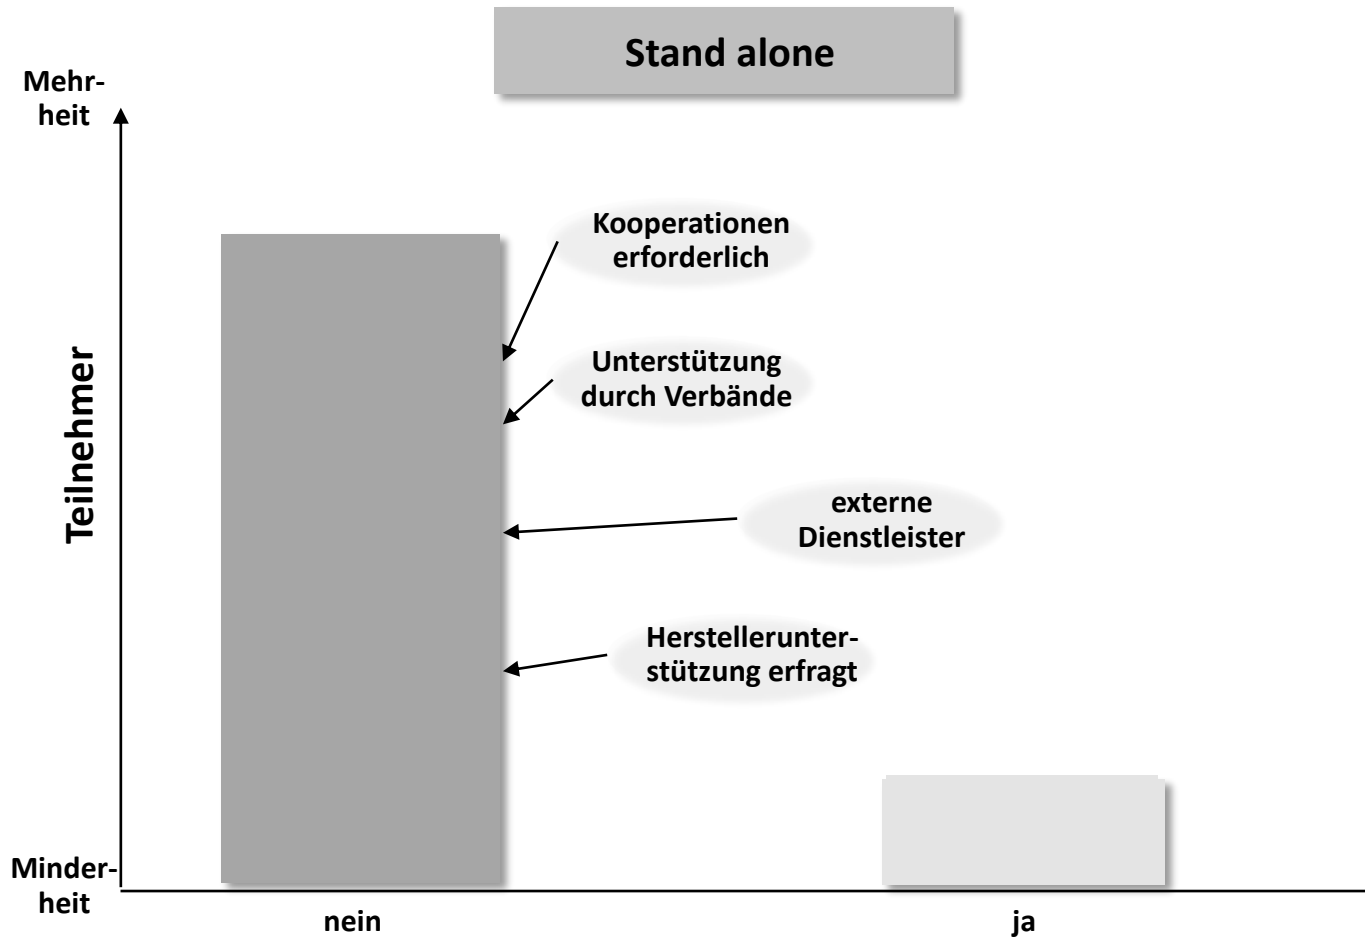 Stand alone
Mehr-
heit
Kooperationen
erforderlich
Unterstützung
durch Verbände
Teilnehmer
externe
Dienstleister
Herstellerunter-
stützung erfragt
Minder-
heit
nein
ja